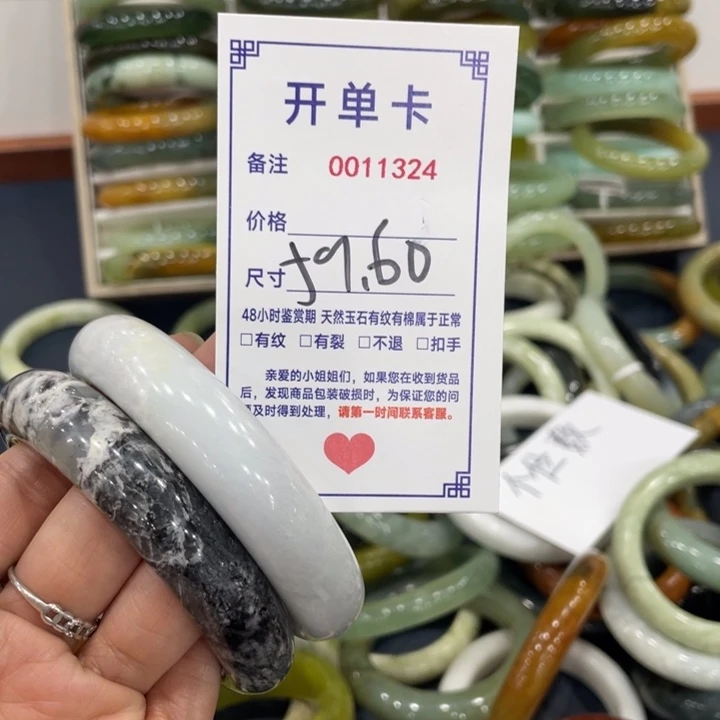 开单卡
备注 0011324
价格
尺寸 59.60
48小时鉴赏期 天然玉石有纹有棉属于正常
□有纹 □有裂 □不退 □扣手
亲爱的小姐姐们，如果您在收到货品
后，发现商品包装破损时，为保证您的问
及时得到处理，请第一时间联系客服。
个位数